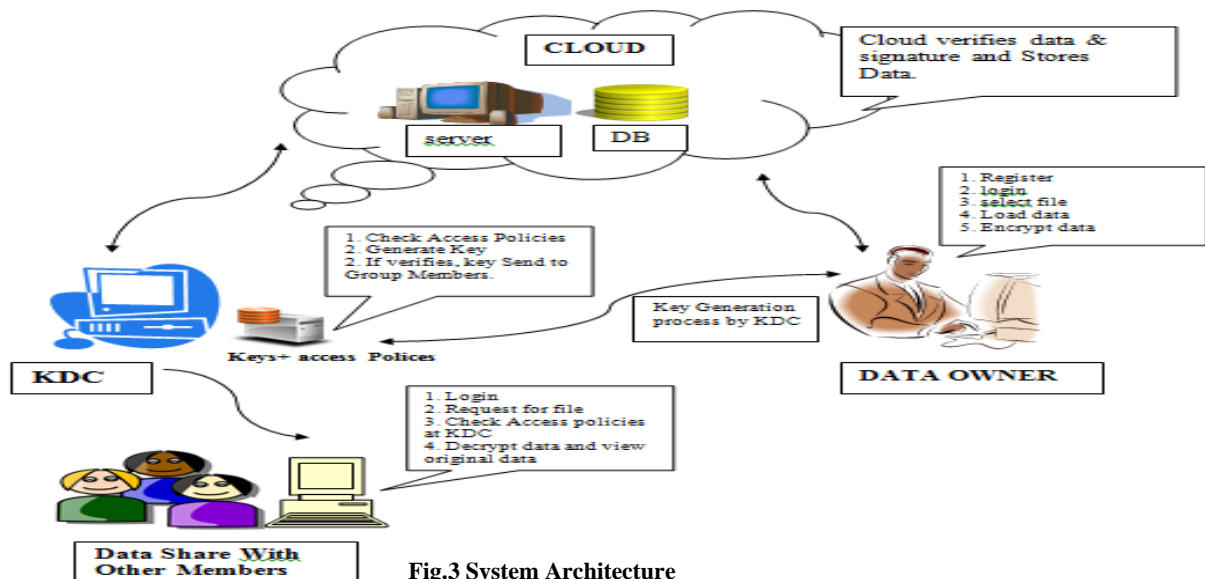 CLOUD
Cloud verifies data &
signature and Stores
Data.
server
DB
1. Register
2. login
3. select file
4. Load data
5. Encrypt data
1. Check Access Policies
2. Generate Key
2. If verifies, key Send to
Group Members.
Key Generation
process by KDC
Keys+ access Polices
KDC
DATA OWNER
1. Login
2. Request for file
3. Check Access policies
at KDC
4. Decrypt data and view
original data
Data Share With
Other Members
Fig.3 System Architecture